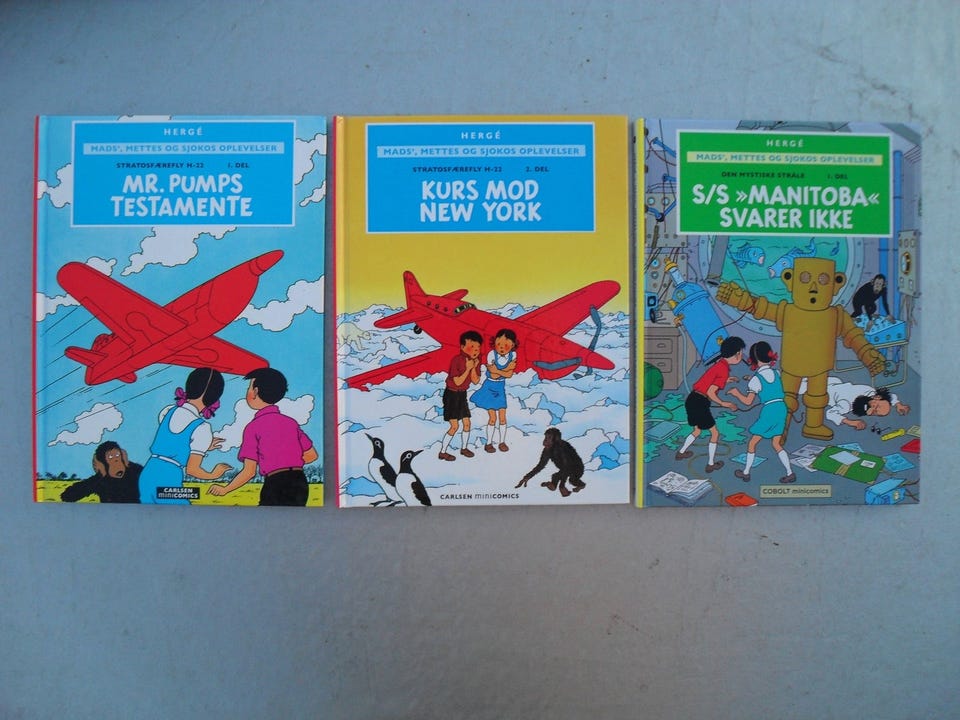 HERGÉ
MADS', METTES OG SJOKOS OPLEVELSER
STRATOSFÆREFLY H-22 1. DEL
MR. PUMPS
TESTAMENTE
CARLSEN
MINICOMICS
HERGÉ
MADS', METTES OG SJOKOS OPLEVELSER
STRATOSFÆREFLY H-22 2. DEL
KURS MOD
NEW YORK
CARLSEN MINICOMICS
HERGÉ
MADS', METTES OG SJOKOS OPLEVELSER
DEN MYSTISKE STRÅLE 1. DEL
S/S »MANITOBA«
SVARER IKKE
COBOLT minicomics